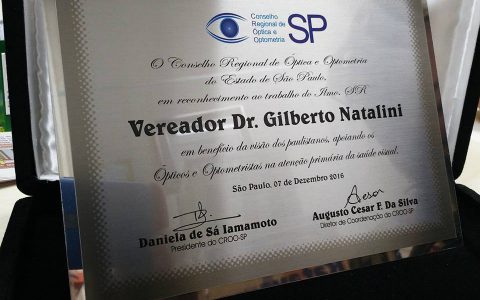 Conselho
Regional de
Óptica e
Optometria
SP
O Conselho Regional de Óptica e Optometria
do Estado de São Paulo,
em reconhecimento ao trabalho do Ilmo. SR
Vereador Dr. Gilberto Natalini
em benefício da visão dos paulistanos, apoiando os
Ópticos e Optometristas na atenção primária da saúde visual.
São Paulo, 07 de Dezembro 2016
Daniela de Sá Iamamoto
Presidente do CROO-SP
Augusto Cesar F. Da Silva
Diretor de Coordenação do CROO-SP